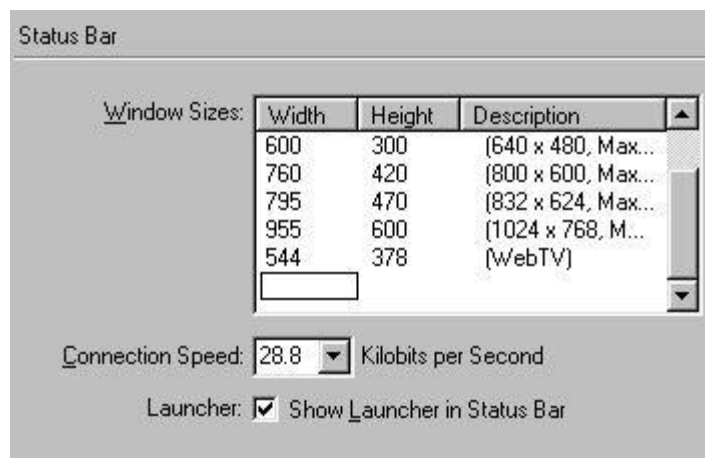 Status Bar
Window Sizes: Width Height Description
600 300 (640 x 480, Max...
760 420 (800 x 600, Max...
795 470 (832 x 624, Max...
955 600 (1024 x 768, M...
544 378 (WebTV)
Connection Speed: 28.8 Kilobits per Second
Launcher: Show Launcher in Status Bar